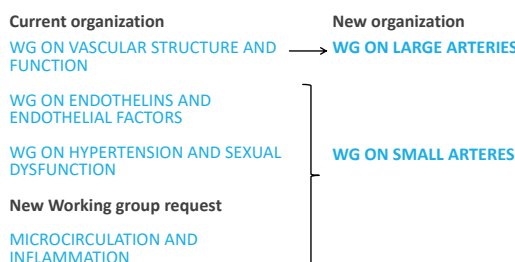 Current organization
New organization
WG ON VASCULAR STRUCTURE AND
FUNCTION
WG ON LARGE ARTERIES
WG ON ENDOTHELINS AND
ENDOTHELIAL FACTORS
WG ON HYPERTENSION AND SEXUAL
DYSFUNCTION
WG ON SMALL ARTERES
New Working group request
MICROCIRCULATION AND
INFLAMMATION